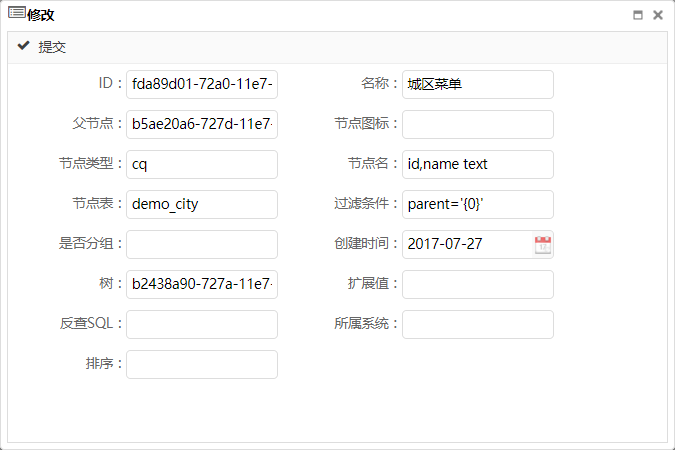 修改
提交
ID： fda89d01-72a0-11e7- 名称： 城区菜单
父节点： b5ae20a6-727d-11e7- 节点图标：
节点类型： cq 节点名： id,name text
节点表： demo_city 过滤条件： parent='{0}'
是否分组： 创建时间： 2017-07-27
树： b2438a90-727a-11e7- 扩展值：
反查SQL： 所属系统：
排序：